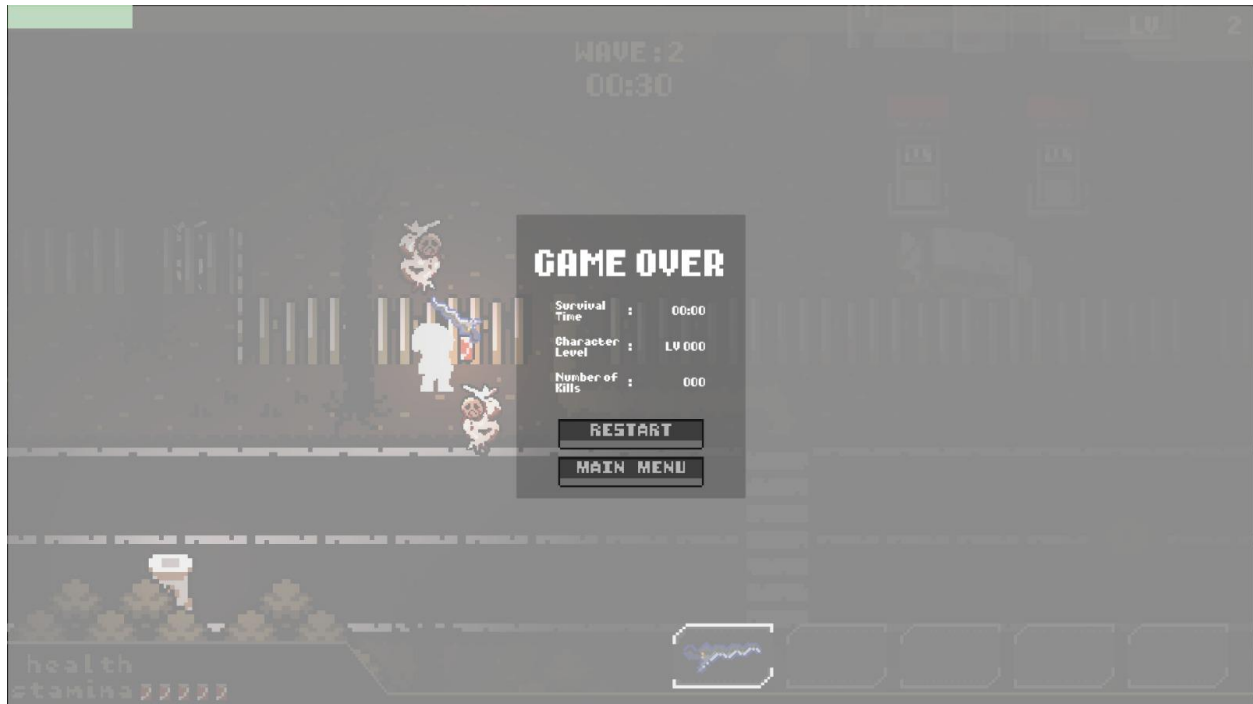 LV. 2
WAVE:2
00:30
GAME OVER
Survival Time : 00:00
Character Level : LV 000
Number of Kills : 000
RESTART
MAIN MENU
health
stamina